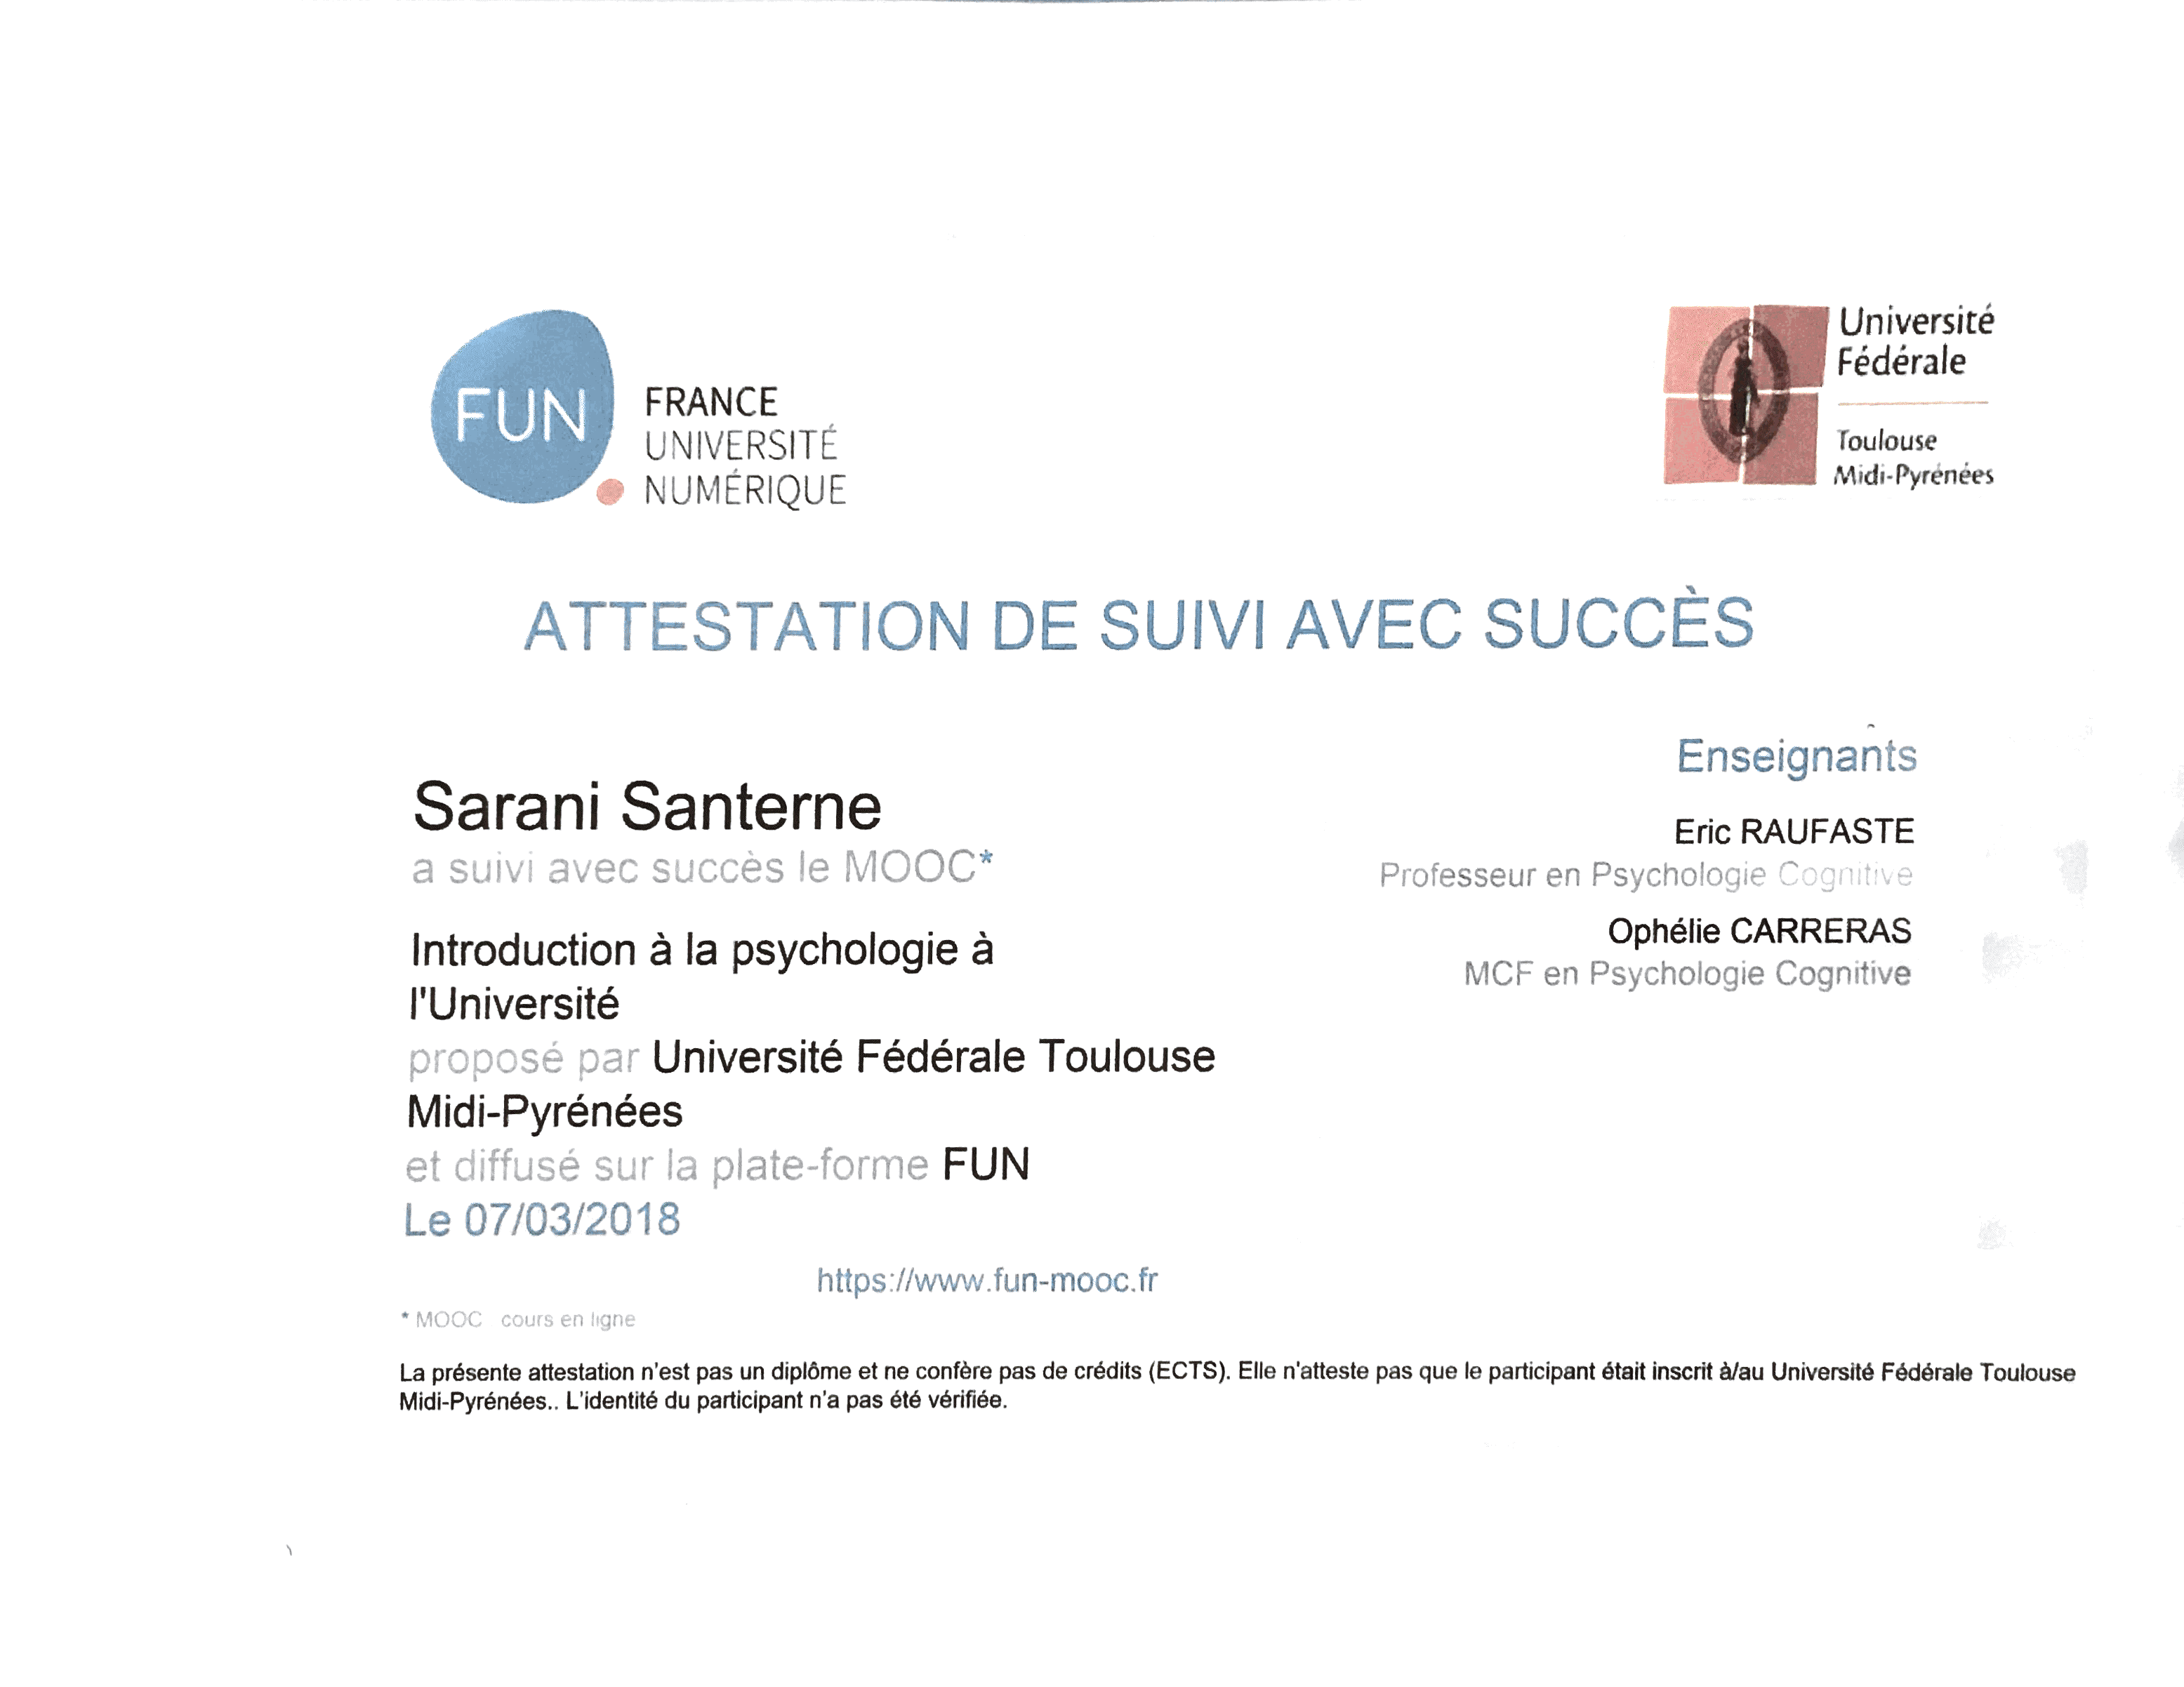 FUN
FRANCE
UNIVERSITÉ
NUMÉRIQUE
Université
Fédérale
Toulouse
Midi-Pyrénées
ATTESTATION DE SUIVI AVEC SUCCÈS
Sarani Santerne
a suivi avec succès le MOOC*
Introduction à la psychologie à
l'Université
proposé par Université Fédérale Toulouse
Midi-Pyrénées
et diffusé sur la plate-forme FUN
Le 07/03/2018
Enseignants
Eric RAUFASTE
Professeur en Psychologie Cognitive
Ophélie CARRERAS
MCF en Psychologie Cognitive
https://www.fun-mooc.fr
* MOOC cours en ligne
La présente attestation n'est pas un diplôme et ne confère pas de crédits (ECTS). Elle n'atteste pas que le participant était inscrit à/au Université Fédérale Toulouse
Midi-Pyrénées.. L'identité du participant n'a pas été vérifiée.